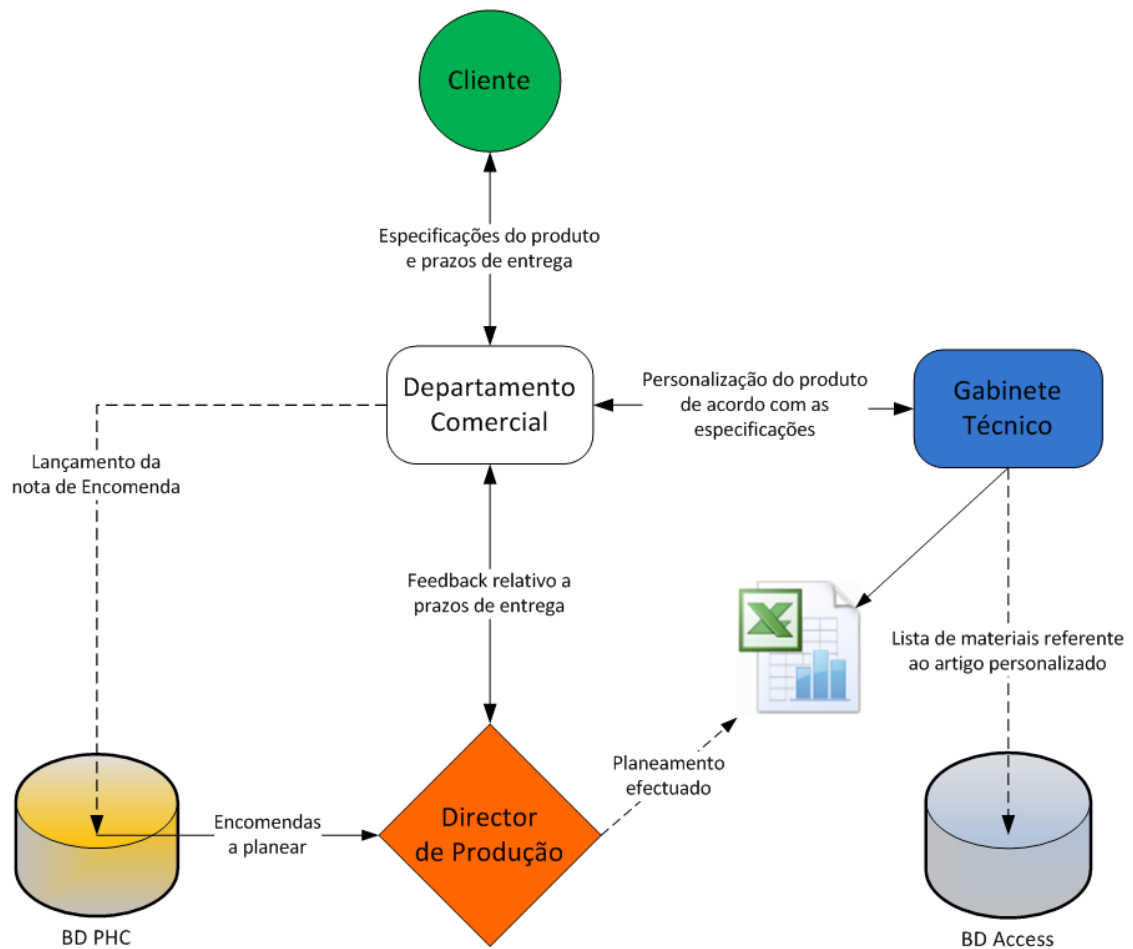 Cliente
Especificações do produto
e prazos de entrega
Departamento
Comercial
Personalização do produto
de acordo com as
especificações
Gabinete
Técnico
Lançamento da
nota de Encomenda
Feedback relativo a
prazos de entrega
Lista de materiais referente
ao artigo personalizado
Planeamento
efectuado
Encomendas
a planear
Director
de Produção
BD PHC
BD Access